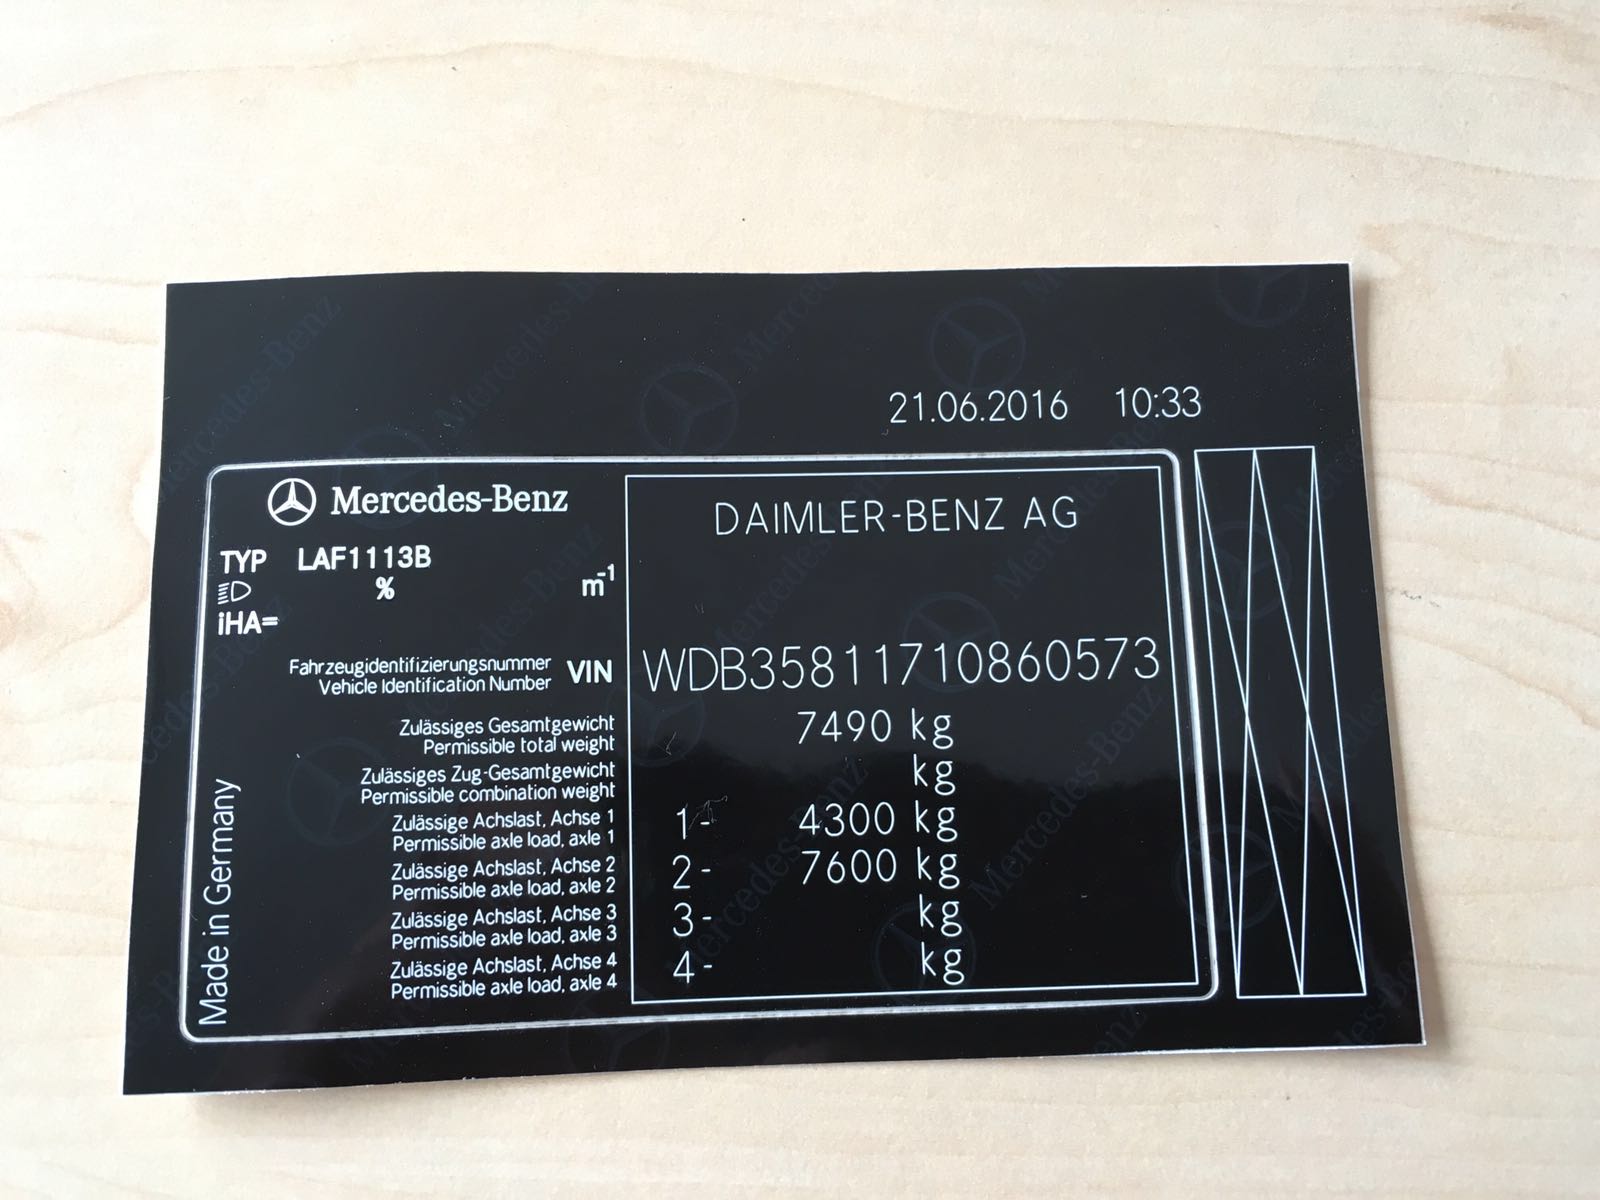 21.06.2016 10:33
Mercedes-Benz
DAIMLER-BENZ AG
TYP LAF1113B
% m-1
iHA=
Fahrzeugidentifizierungsnummer
Vehicle Identification Number
VIN WDB35811710860573
Zulässiges Gesamtgewicht
Permissible total weight
7490 kg
Zulässiges Zug-Gesamtgewicht
Permissible combination weight
kg
Zulässige Achslast, Achse 1
Permissible axle load, axle 1
1- 4300 kg
Zulässige Achslast, Achse 2
Permissible axle load, axle 2
2- 7600 kg
Zulässige Achslast, Achse 3
Permissible axle load, axle 3
3- kg
Zulässige Achslast, Achse 4
Permissible axle load, axle 4
4- kg
Made in Germany